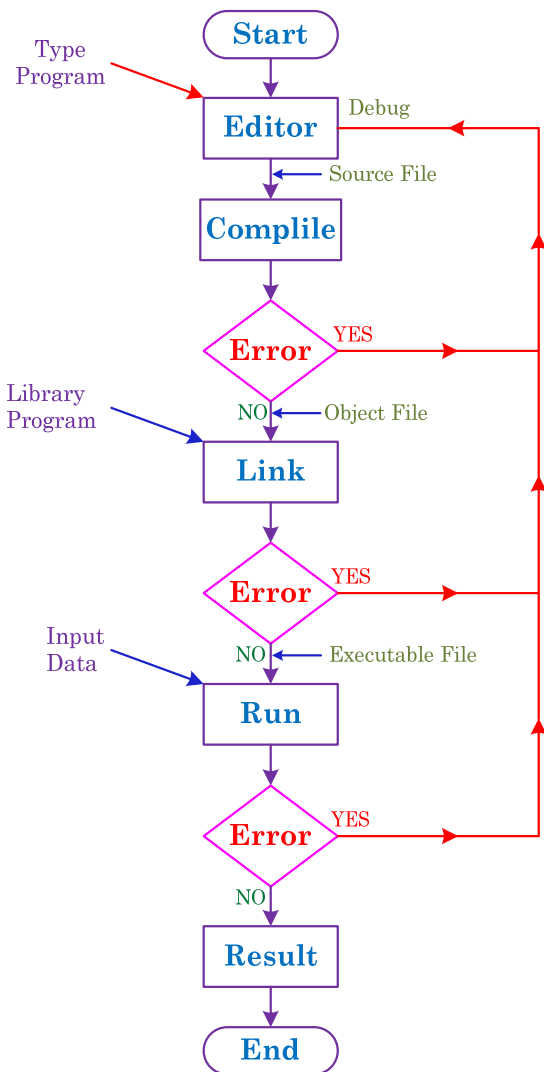 Start
Type
Program
Editor
Debug
Source File
Complile
Error
YES
Library
Program
NO
Object File
Link
Error
YES
Input
Data
NO
Executable File
Run
Error
YES
NO
Result
End